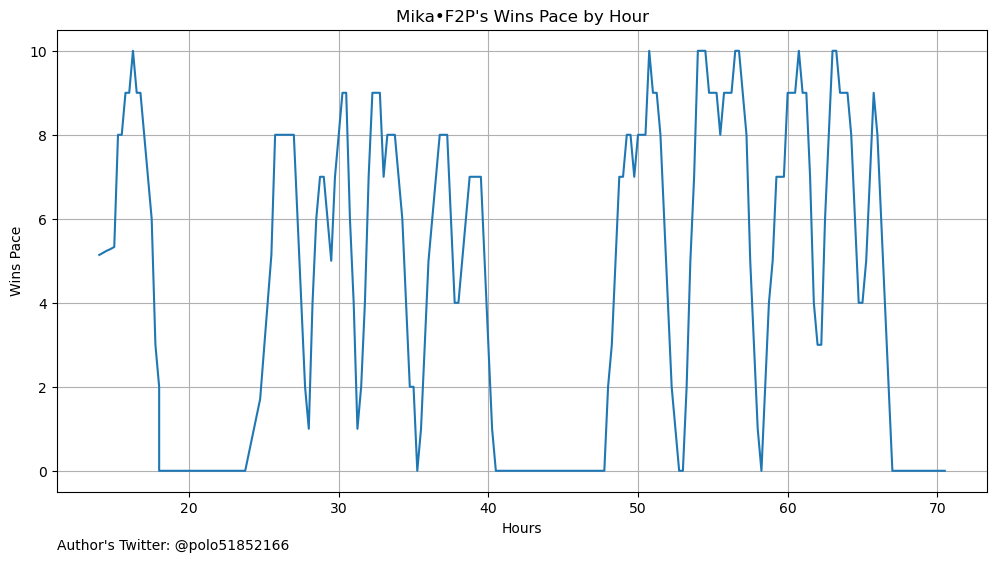 Mika•F2P's Wins Pace by Hour
10
8
6
4
2
0
Wins Pace
20 30 40 50 60 70
Hours
Author's Twitter: @polo51852166